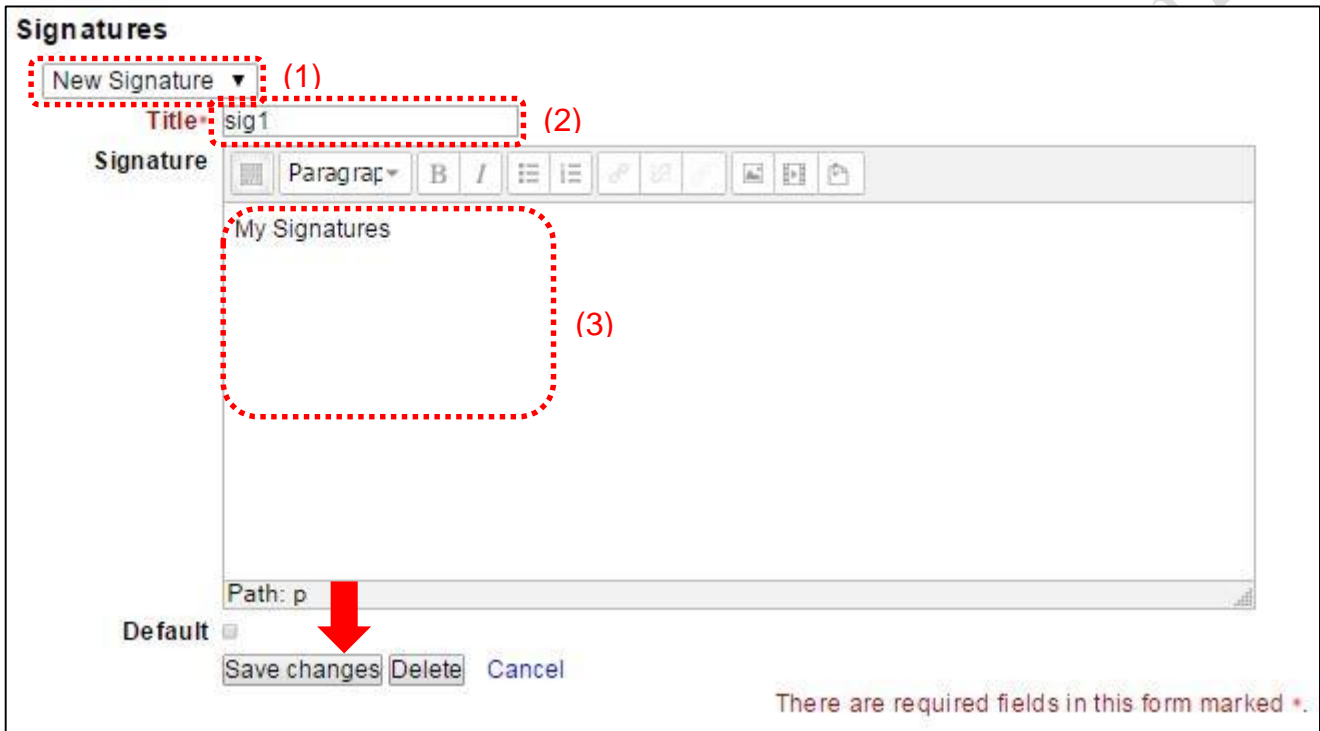 Signatures
New Signature ▼ (1)
Title* sig1 (2)
Signature Paragrap B I
My Signatures
(3)
Path: p
Default
Save changes Delete Cancel
There are required fields in this form marked *.